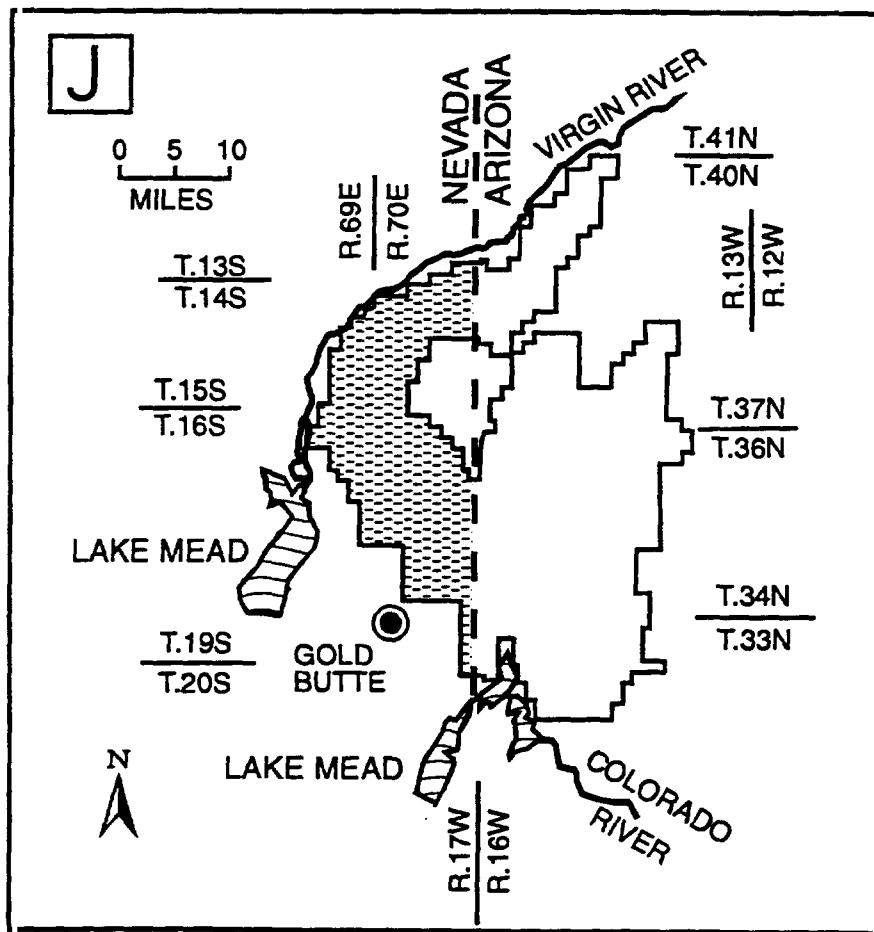 J
0 5 10
MILES
NEVADA
ARIZONA
VIRGIN RIVER
T.41N
T.40N
R.69E
R.70E
R.13W
R.12W
T.13S
T.14S
T.15S
T.16S
T.37N
T.36N
LAKE MEAD
T.34N
T.33N
T.19S
T.20S
GOLD
BUTTE
N
LAKE MEAD
COLORADO
RIVER
R.17W
R.16W